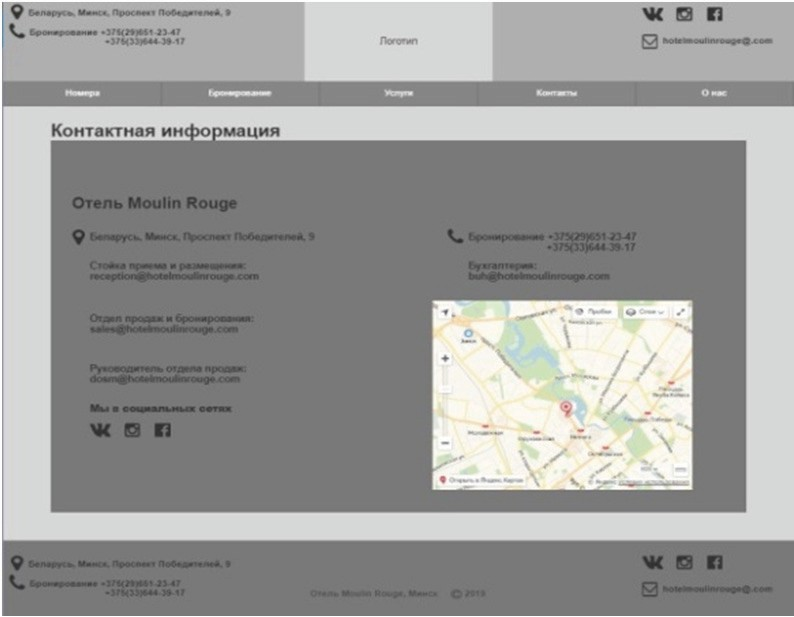 Беларусь, Минск, Проспект Победителей, 9
Бронирование +375(29)651-23-47
+375(33)644-39-17
Логотип
hotelmoulinrouge@.com
Номера
Бронирование
Услуги
Контакты
О нас
Контактная информация
Отель Moulin Rouge
Беларусь, Минск, Проспект Победителей, 9
Бронирование +375(29)651-23-47
+375(33)644-39-17
Стойка приема и размещения:
reception@hotelmoulinrouge.com
Бухгалтерия:
buh@hotelmoulinrouge.com
Отдел продаж и бронирования:
sales@hotelmoulinrouge.com
Руководитель отдела продаж:
dosm@hotelmoulinrouge.com
Мы в социальных сетях
Пробки
Слои
Открыть в Яндекс.Картах
© Яндекс Условия использования
Беларусь, Минск, Проспект Победителей, 9
Бронирование +375(29)651-23-47
+375(33)644-39-17
Отель Moulin Rouge, Минск © 2019
hotelmoulinrouge@.com